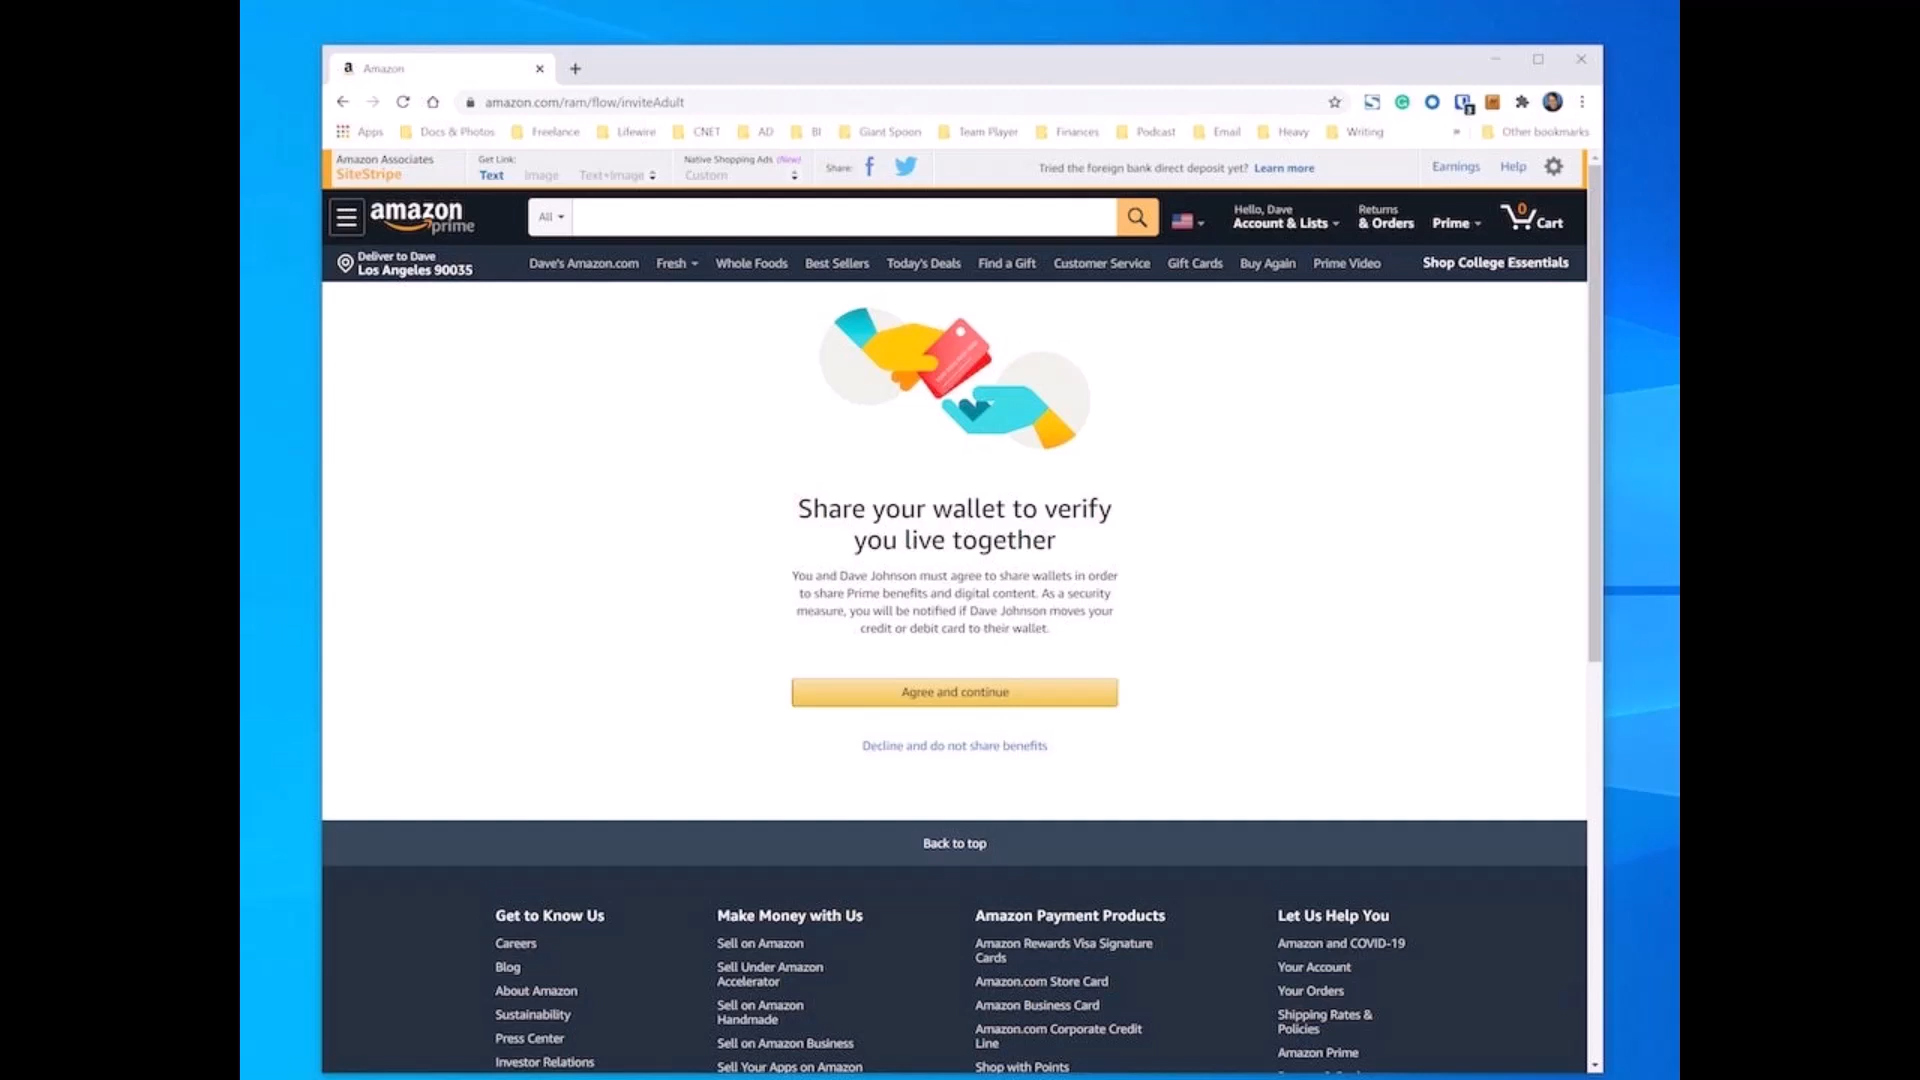 Amazon
amazon.com/ram/flow/inviteAdult
Apps Docs & Photos Freelance Lifewire CNET AD BI Giant Spoon Team Player Finances Podcast Email Heavy Writing » Other bookmarks
Amazon Associates
SiteStripe
Get Link:
Text Image Text+Image
Native Shopping Ads (New)
Custom
Share:
Tried the foreign bank direct deposit yet? Learn more
Earnings Help
amazon
prime
All
Hello, Dave
Account & Lists
Returns
& Orders
Prime
0
Cart
Deliver to Dave
Los Angeles 90035
Dave's Amazon.com Fresh Whole Foods Best Sellers Today's Deals Find a Gift Customer Service Gift Cards Buy Again Prime Video
Shop College Essentials
Share your wallet to verify
you live together
You and Dave Johnson must agree to share wallets in order
to share Prime benefits and digital content. As a security
measure, you will be notified if Dave Johnson moves your
credit or debit card to their wallet.
Agree and continue
Decline and do not share benefits
Back to top
Get to Know Us
Careers
Blog
About Amazon
Sustainability
Press Center
Investor Relations
Make Money with Us
Sell on Amazon
Sell Under Amazon
Accelerator
Sell on Amazon
Handmade
Sell on Amazon Business
Sell Your Apps on Amazon
Amazon Payment Products
Amazon Rewards Visa Signature
Cards
Amazon.com Store Card
Amazon Business Card
Amazon.com Corporate Credit
Line
Shop with Points
Let Us Help You
Amazon and COVID-19
Your Account
Your Orders
Shipping Rates &
Policies
Amazon Prime